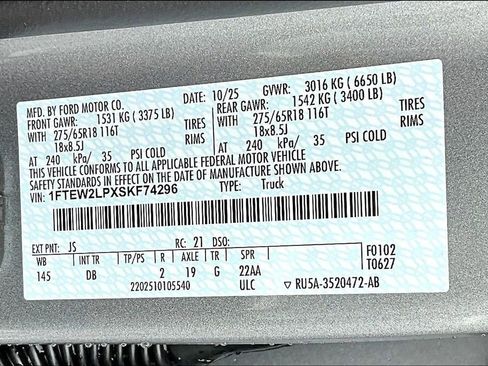 MFD. BY FORD MOTOR CO. DATE: 10/25 GVWR: 3016 KG ( 6650 LB)
FRONT GAWR: 1531 KG ( 3375 LB) REAR GAWR: 1542 KG ( 3400 LB)
WITH 275/65R18 116T TIRES WITH 275/65R18 116T TIRES
18x8.5J RIMS 18x8.5J RIMS
AT 240 kPa/ 35 PSI COLD AT 240 kPa/ 35 PSI COLD
THIS VEHICLE CONFORMS TO ALL APPLICABLE FEDERAL MOTOR VEHICLE
SAFETY STANDARDS IN EFFECT ON THE DATE OF MANUFACTURE SHOWN ABOVE.
VIN: 1FTEW2LPXSKF74296 TYPE: Truck
EXT PNT: JS RC: 21 DSO: F0102
WB INT TR TP/PS R AXLE TR SPR T0627
145 DB 2 19 G 22AA
2202510105540 ULC RU5A-3520472-AB